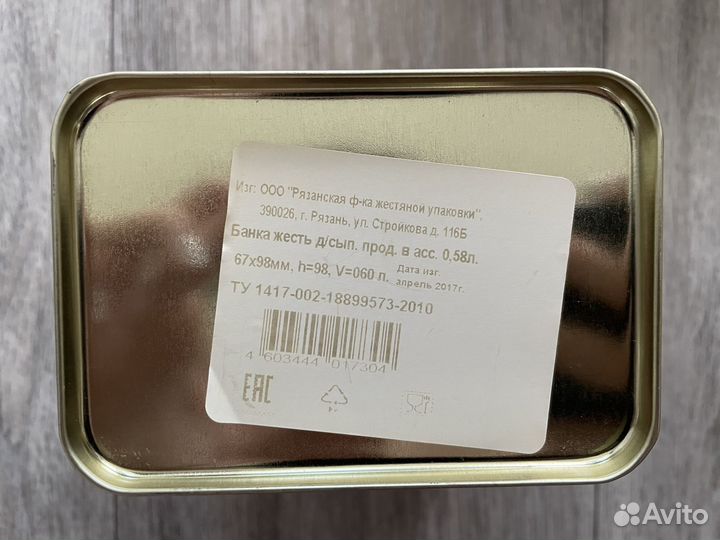 Изг: ООО "Рязанская ф-ка жестяной упаковки",
390026, г. Рязань, ул. Стройкова д. 116Б
Банка жесть д/сып. прод. в асс. 0,58л.
67х98мм, h=98, V=060 л. Дата изг.
апрель 2017г.
ТУ 1417-002-18899573-2010
4 603444 017304
EAC
Avito